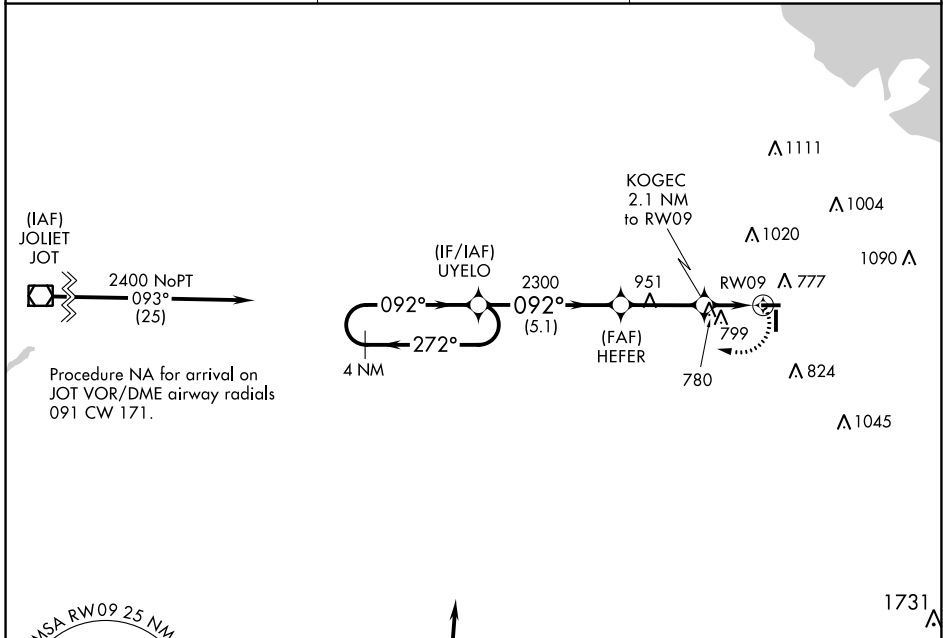 1111
KOGEC
2.1 NM
to RW09
1004
(IAF)
JOLIET
JOT
1020
(IF/IAF)
UYELO
1090
2400 NoPT
093°
(25)
2300
951
RW09
777
092°
092°
(5.1)
799
272°
(FAF)
HEFER
4 NM
780
824
Procedure NA for arrival on
JOT VOR/DME airway radials
091 CW 171.
1045
MSA RW09 25 NM
1731